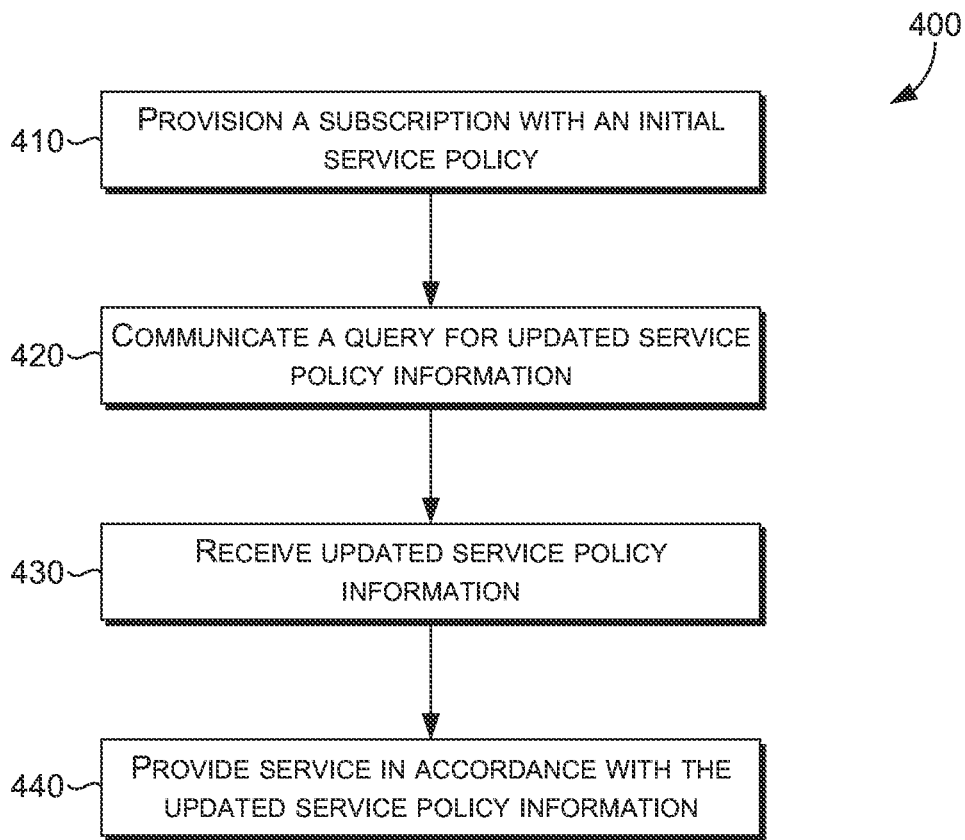 400
410
PROVISION A SUBSCRIPTION WITH AN INITIAL
SERVICE POLICY
420
COMMUNICATE A QUERY FOR UPDATED SERVICE
POLICY INFORMATION
430
RECEIVE UPDATED SERVICE POLICY
INFORMATION
440
PROVIDE SERVICE IN ACCORDANCE WITH THE
UPDATED SERVICE POLICY INFORMATION